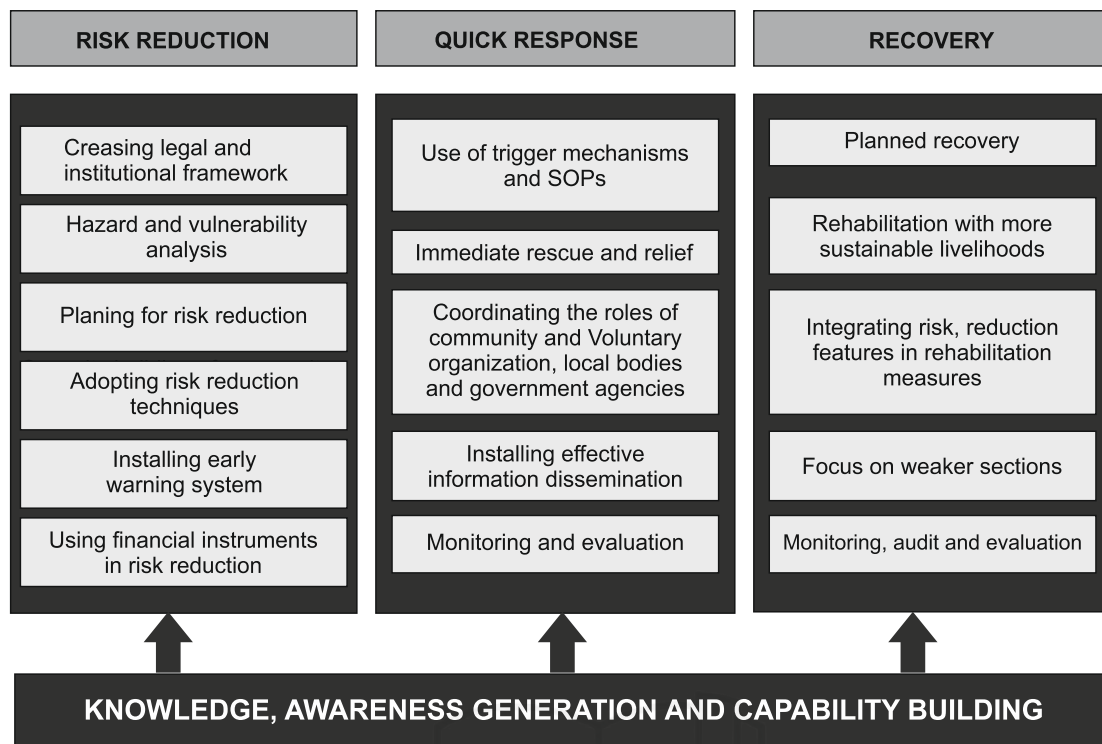 RISK REDUCTION
Creasing legal and
institutional framework
Hazard and vulnerability
analysis
Planing for risk reduction
Adopting risk reduction
techniques
Installing early
warning system
Using financial instruments
in risk reduction
QUICK RESPONSE
Use of trigger mechanisms
and SOPs
Immediate rescue and relief
Coordinating the roles of
community and Voluntary
organization, local bodies
and government agencies
Installing effective
information dissemination
Monitoring and evaluation
RECOVERY
Planned recovery
Rehabilitation with more
sustainable livelihoods
Integrating risk, reduction
features in rehabilitation
measures
Focus on weaker sections
Monitoring, audit and evaluation
KNOWLEDGE, AWARENESS GENERATION AND CAPABILITY BUILDING